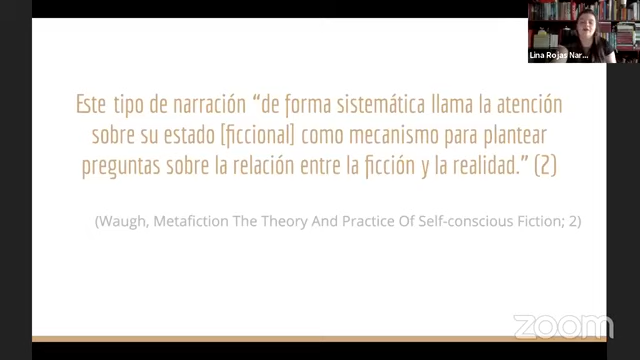 Lina Rojas Nar...
Este tipo de narración “de forma sistemática llama la atención
sobre su estado [ficcional] como mecanismo para plantear
preguntas sobre la relación entre la ficción y la realidad.” (2)
(Waugh, Metafiction The Theory And Practice Of Self-conscious Fiction; 2)
zoom